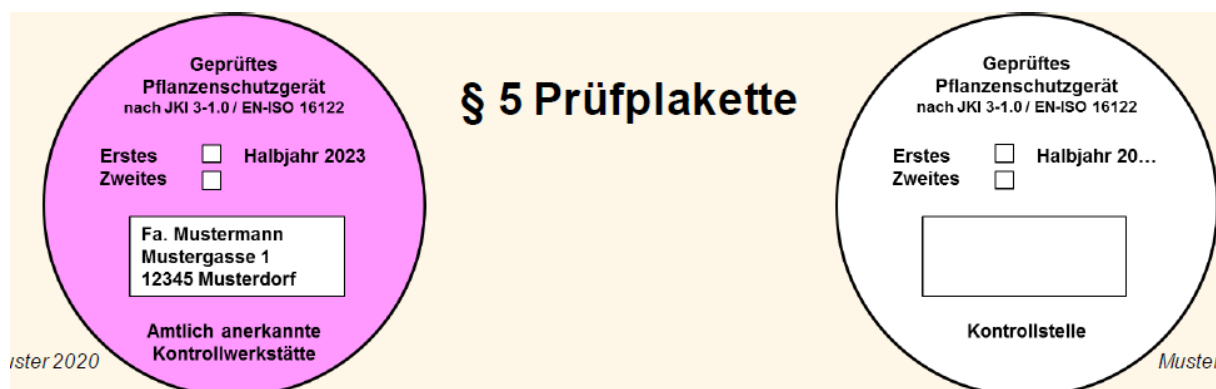 Geprüftes
Pflanzenschutzgerät
nach JKI 3-1.0 / EN-ISO 16122
Erstes Halbjahr 2023
Zweites
Fa. Mustermann
Mustergasse 1
12345 Musterdorf
Amtlich anerkannte
Kontrollwerkstätte
2020
§ 5 Prüfplakette
Geprüftes
Pflanzenschutzgerät
nach JKI 3-1.0 / EN-ISO 16122
Erstes Halbjahr 20...
Zweites
Kontrollstelle
Muster